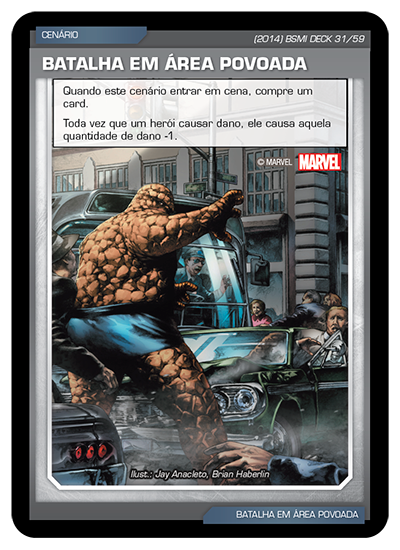 CENÁRIO
(2014) BSMI DECK 31/59
BATALHA EM ÁREA POVOADA
Quando este cenário entrar em cena, compre um
card.
Toda vez que um herói causar dano, ele causa aquela
quantidade de dano -1.
© MARVEL MARVEL
Ilust.: Jay Anacleto, Brian Haberlin
BATALHA EM ÁREA POVOADA